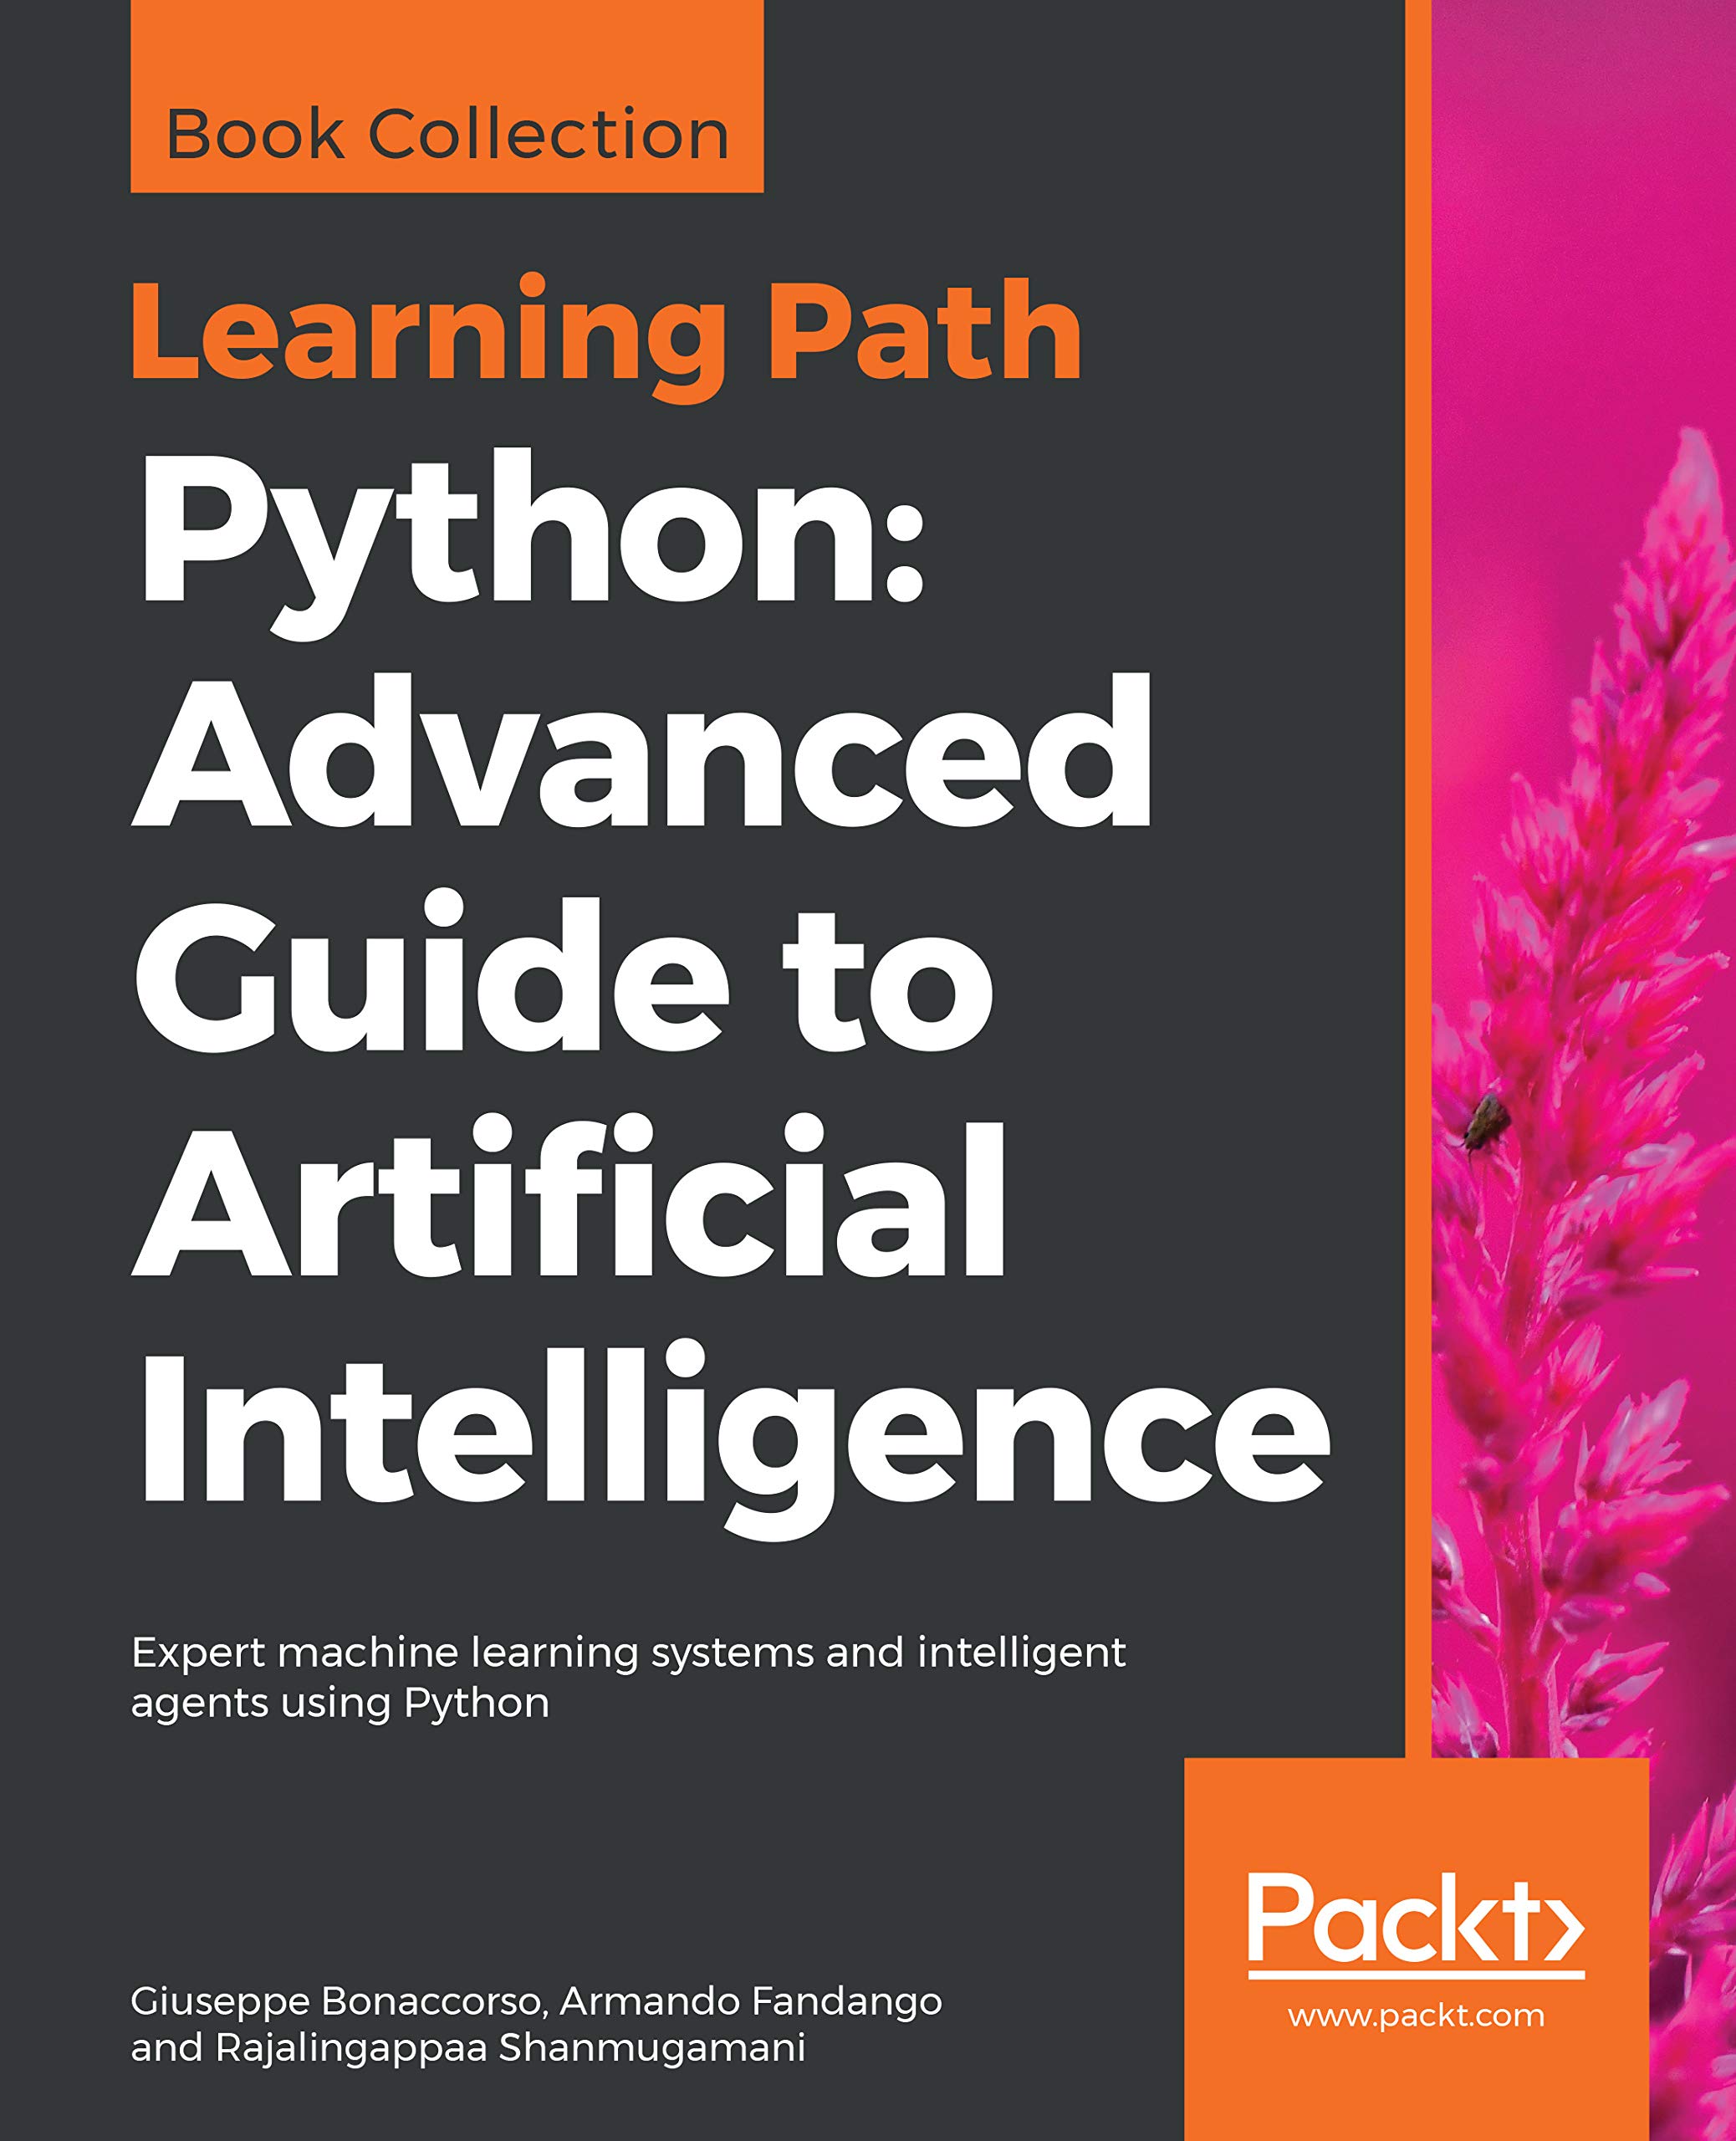 Book Collection
Learning Path
Python:
Advanced
Guide to
Artificial
Intelligence
Expert machine learning systems and intelligent
agents using Python
Giuseppe Bonaccorso, Armando Fandango
and Rajalingappaa Shanmugamani
Packt>
www.packt.com